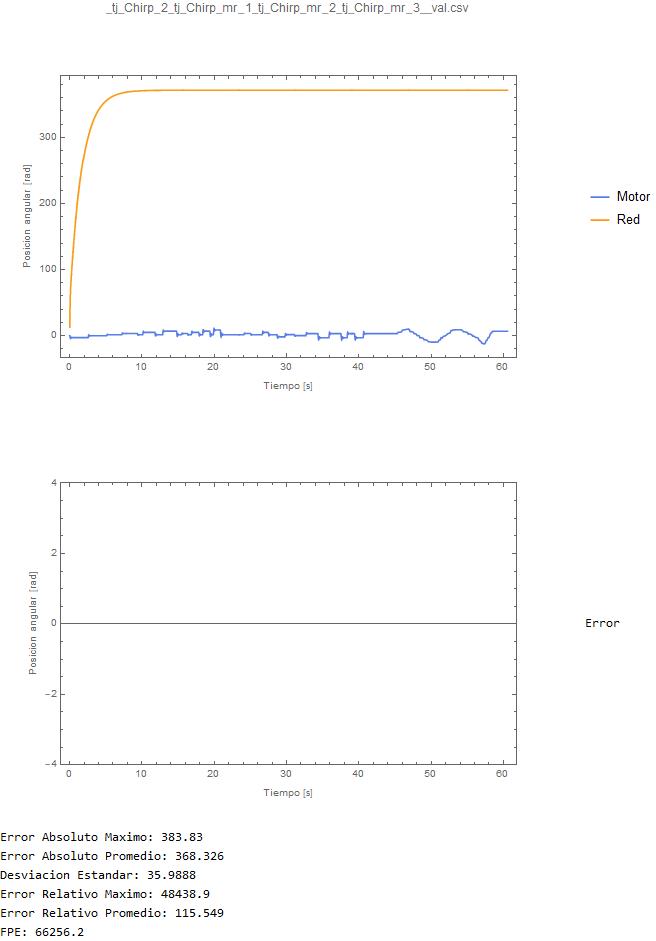 _tj_Chirp_2_tj_Chirp_mr_1_tj_Chirp_mr_2_tj_Chirp_mr_3__val.csv
300
200
100
0
Posicion angular [rad]
0 10 20 30 40 50 60
Tiempo [s]
Motor
Red
4
2
0
-2
-4
Posicion angular [rad]
0 10 20 30 40 50 60
Tiempo [s]
Error
Error Absoluto Maximo: 383.83
Error Absoluto Promedio: 368.326
Desviacion Estandar: 35.9888
Error Relativo Maximo: 48438.9
Error Relativo Promedio: 115.549
FPE: 66256.2